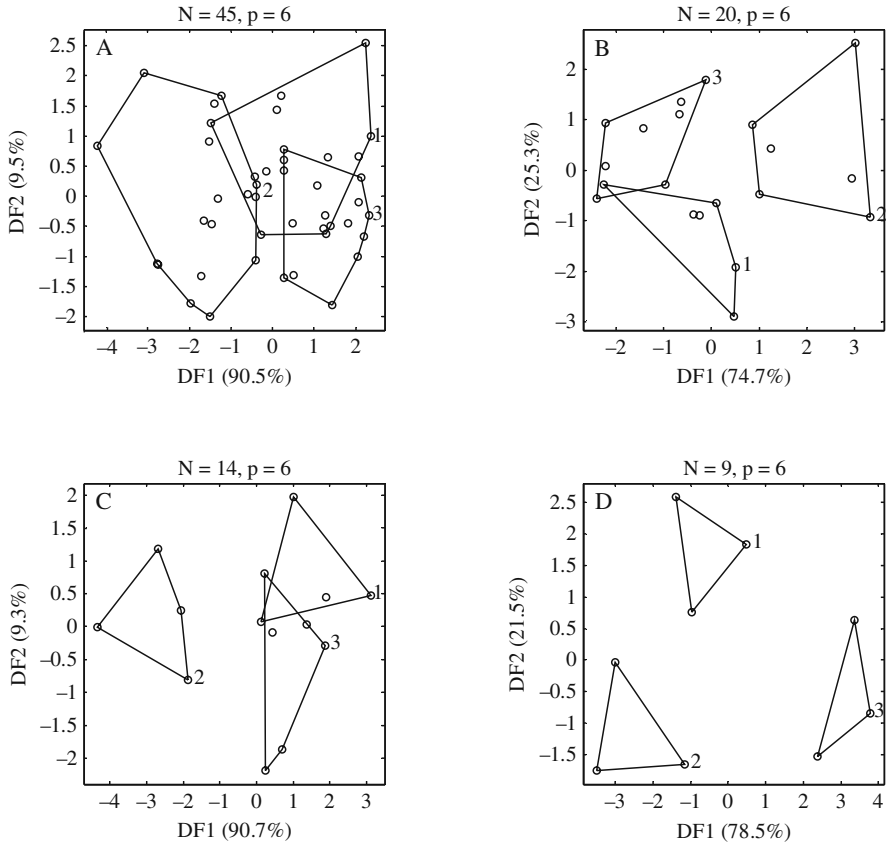 N = 45, p = 6
A
2.5
2
1.5
1
0.5
0
–0.5
–1
–1.5
–2
DF2 (9.5%)
1
2
3
–4 –3 –2 –1 0 1 2
DF1 (90.5%)
N = 20, p = 6
B
2
1
0
–1
–2
–3
DF2 (25.3%)
3
2
1
–2 –1 0 1 2 3
DF1 (74.7%)
N = 14, p = 6
C
2
1.5
1
0.5
0
–0.5
–1
–1.5
–2
DF2 (9.3%)
1
3
2
–4 –3 –2 –1 0 1 2 3
DF1 (90.7%)
N = 9, p = 6
D
2.5
2
1.5
1
0.5
0
–0.5
–1
–1.5
DF2 (21.5%)
1
3
2
–3 –2 –1 0 1 2 3 4
DF1 (78.5%)